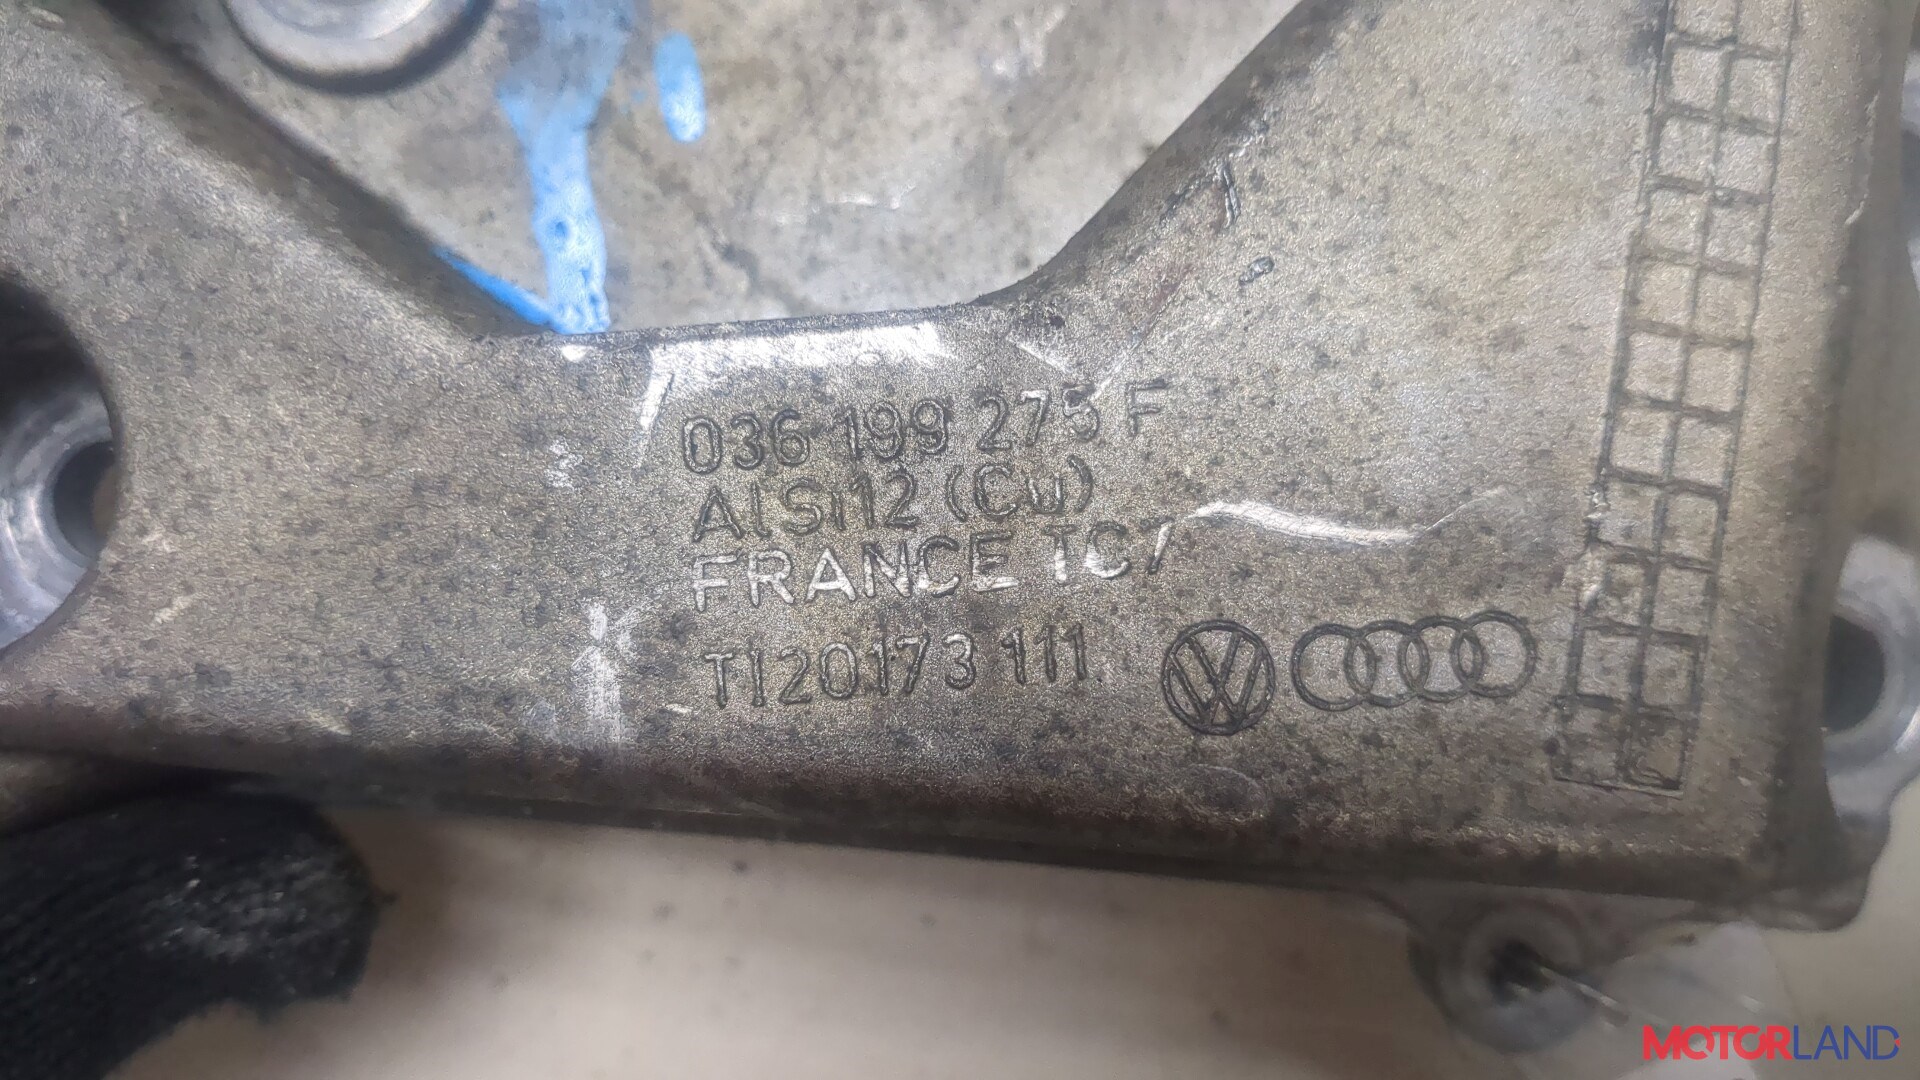 036 199 275 F
AlSi12 (Cu)
FRANCE TC7
T120173 111
MOTORLAND